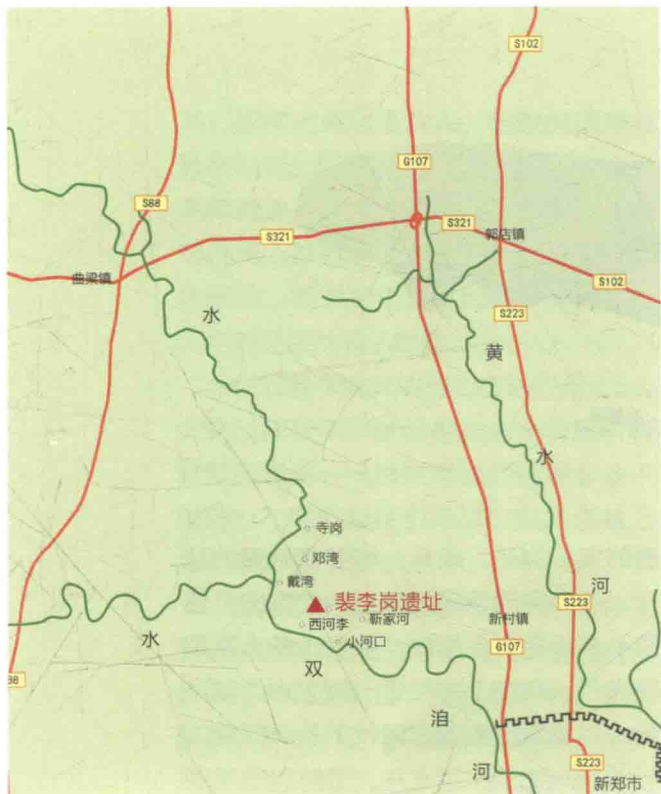 S102
G107
S88
S321
S321
郭店镇
曲梁镇
S102
水
S223
黄
水
寺岗
邓湾
戴湾
裴李岗遗址
河
S223
西河李
靳家河
新村镇
水
小河口
双
G107
88
洎
河
S223
新郑市